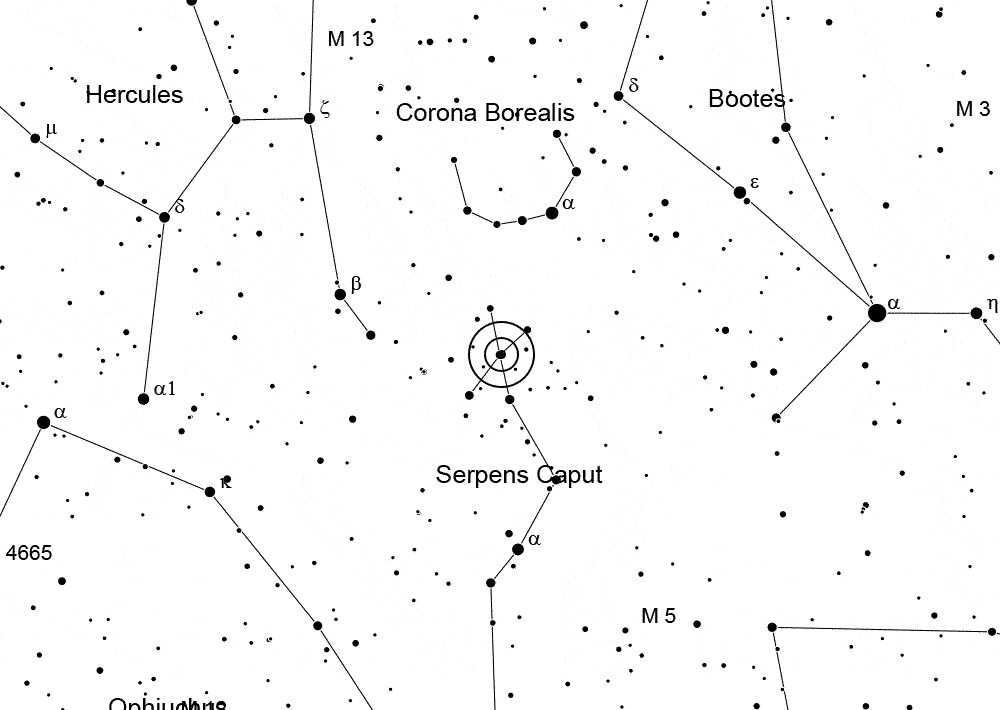 M 13
Hercules
Corona Borealis
Bootes
M 3
δ
ζ
μ
ε
δ
α
β
α
η
α1
α
κ
Serpens Caput
α
4665
M 5